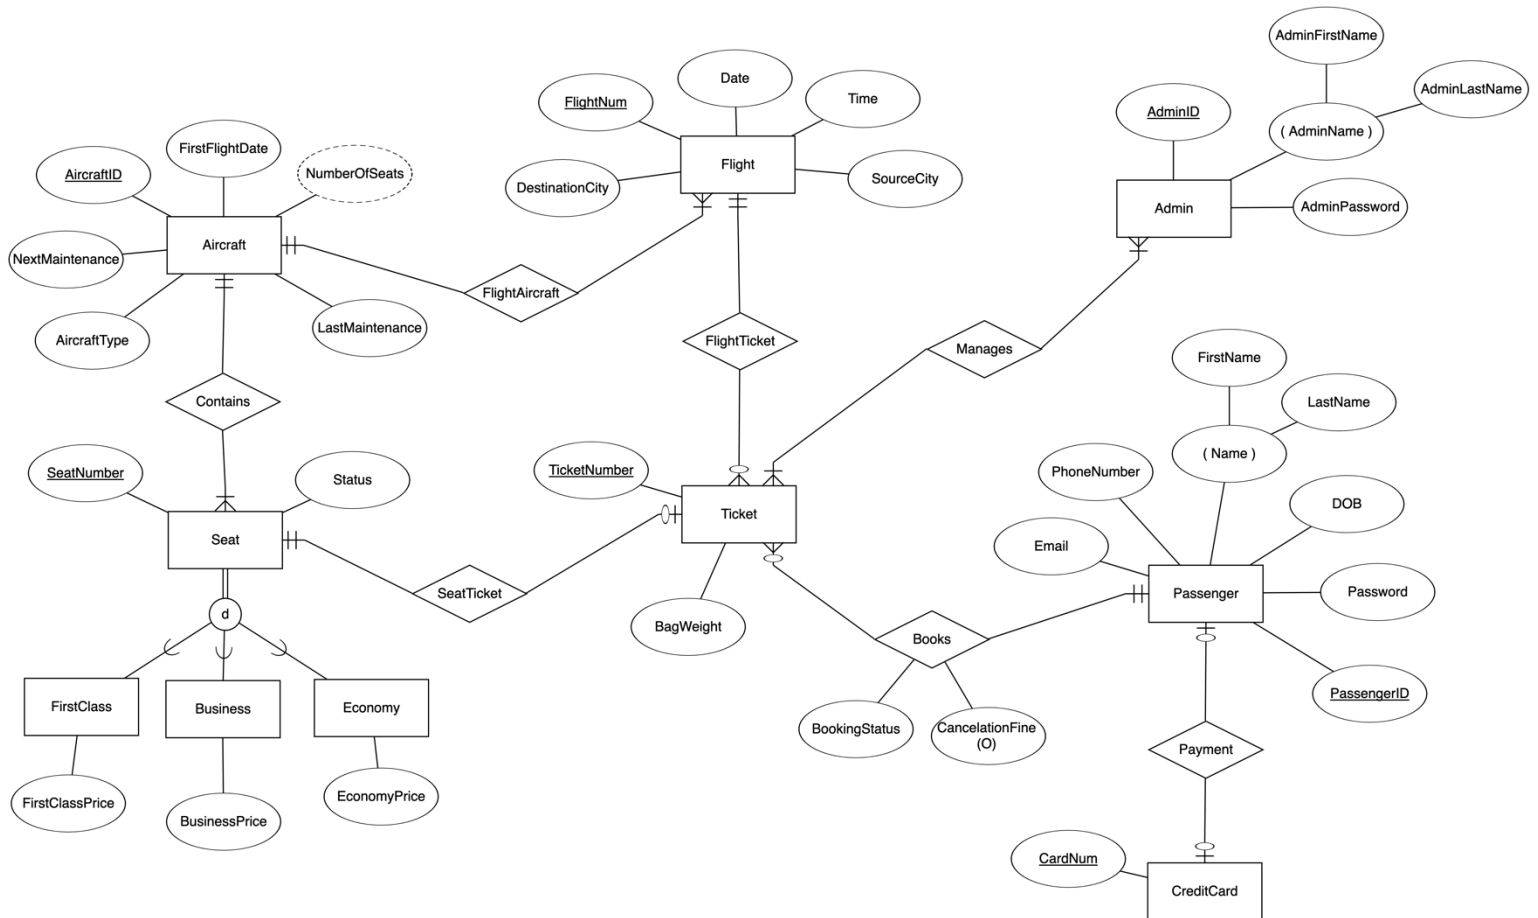 AdminFirstName
Date
FlightNum
Time
AdminLastName
AdminID
( AdminName )
FirstFlightDate
AircraftID
NumberOfSeats
Flight
DestinationCity
SourceCity
Admin
AdminPassword
Aircraft
NextMaintenance
FlightAircraft
LastMaintenance
AircraftType
FlightTicket
Manages
FirstName
Contains
LastName
( Name )
SeatNumber
Status
TicketNumber
PhoneNumber
DOB
Ticket
Seat
Email
SeatTicket
Passenger
Password
d
BagWeight
Books
PassengerID
FirstClass
Business
Economy
BookingStatus
CancelationFine
(O)
Payment
FirstClassPrice
BusinessPrice
EconomyPrice
CardNum
CreditCard